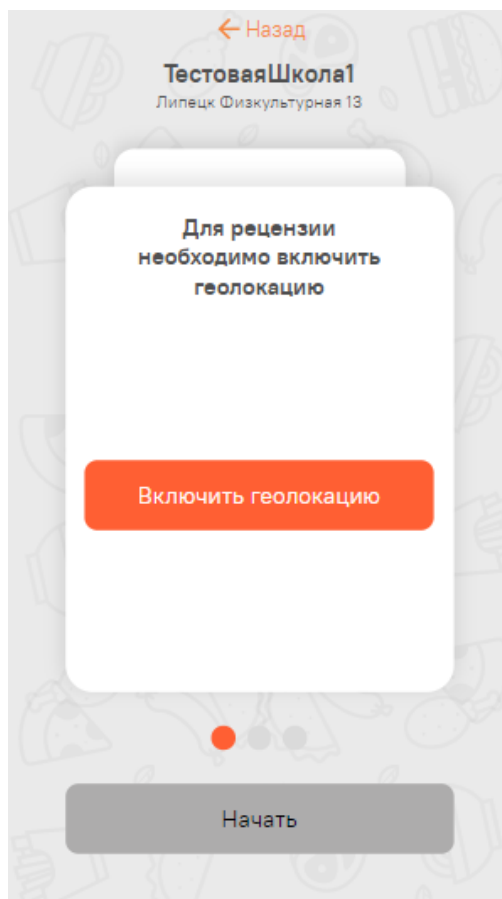 Назад
ТестоваяШкола1
Липецк Физкультурная 13
Для рецензии
необходимо включить
геолокацию
Включить геолокацию
Начать